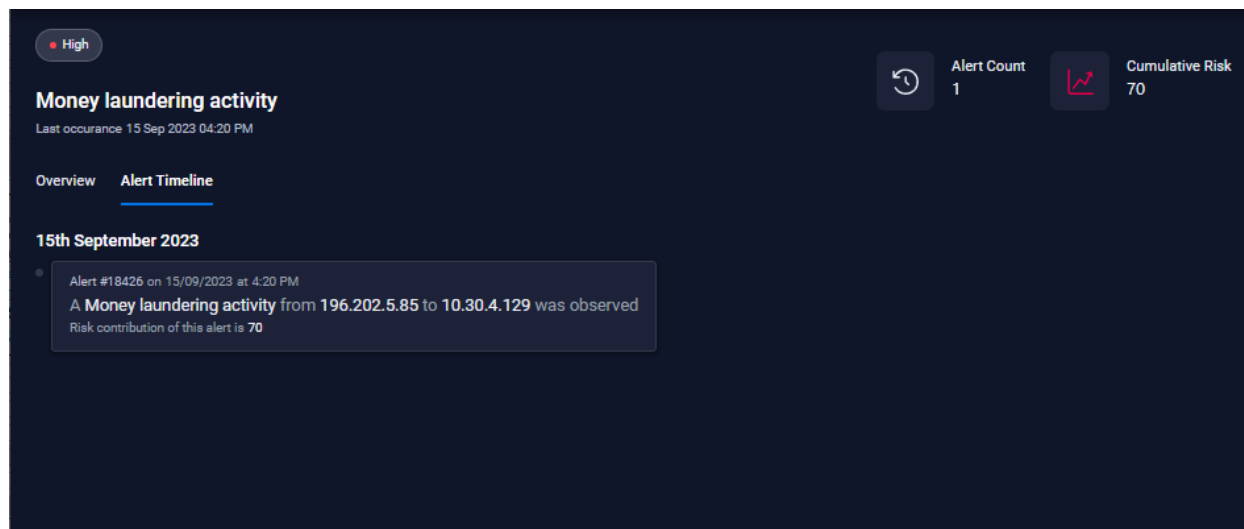 High
Money laundering activity
Last occurance 15 Sep 2023 04:20 PM
Alert Count
1
Cumulative Risk
70
Overview
Alert Timeline
15th September 2023
Alert #18426 on 15/09/2023 at 4:20 PM
A Money laundering activity from 196.202.5.85 to 10.30.4.129 was observed
Risk contribution of this alert is 70